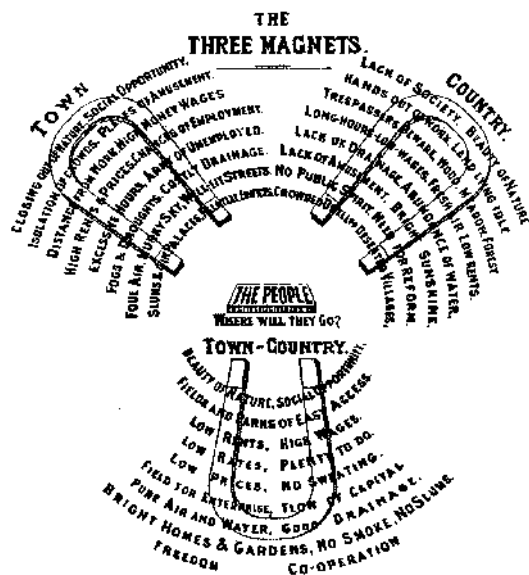 THE
THREE MAGNETS.
TOWN
CLOSING OUT OF NATURE. SOCIAL OPPORTUNITY.
ISOLATION OF CROWDS. PLACES OF AMUSEMENT.
DISTANCE FROM WORK. HIGH MONEY WAGES
HIGH RENTS & PRICES. CHANCES OF EMPLOYMENT.
EXCESSIVE HOURS. ARMY OF UNEMPLOYED.
FOGS & DROUGHTS. COSTLY DRAINAGE.
FOUL AIR. MURKY SKY. WELL-LIT STREETS.
SLUMS & GIN PALACES.
COUNTRY.
LACK OF SOCIETY. BEAUTY OF NATURE
HANDS OUT OF WORK. LAND LYING IDLE
TRESPASSERS BEWARE. WOOD, MEADOW, FOREST
LONG HOURS-LOW WAGES. FRESH AIR. LOW RENTS.
LACK OF DRAINAGE. ABUNDANCE OF WATER.
LACK OF AMUSEMENT. BRIGHT SUNSHINE.
NO PUBLIC SPIRIT. NEED FOR REFORM.
CROWDED DWELLINGS. DESERTED VILLAGES.
THE PEOPLE
WHERE WILL THEY GO?
TOWN-COUNTRY.
BEAUTY OF NATURE, SOCIAL OPPORTUNITY.
FIELDS AND PARKS OF EASY ACCESS.
LOW RENTS, HIGH WAGES.
LOW RATES, PLENTY TO DO.
LOW PRICES, NO SWEATING.
FIELD FOR ENTERPRISE, FLOW OF CAPITAL
PURE AIR AND WATER, GOOD DRAINAGE.
BRIGHT HOMES & GARDENS, NO SMOKE, NO SLUMS.
FREEDOM CO-OPERATION